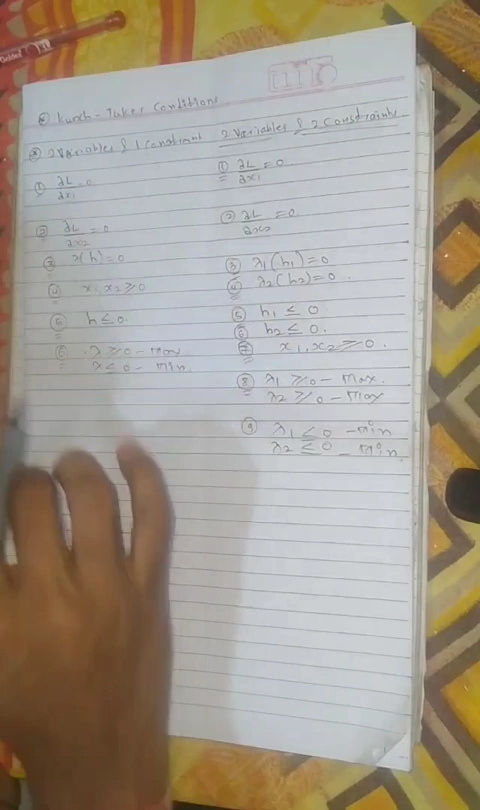 Kunh-Tuker Conditions
2 Variables & 1 Constraint
① ∂L/∂x1 = 0
② ∂L/∂x2 = 0
③ λ(h) = 0
④ x1, x2 ≥ 0
⑤ h ≤ 0
⑥ λ ≥ 0 - Max
λ ≤ 0 - Min.
2 Variables & 2 Constraints
① ∂L/∂x1 = 0
② ∂L/∂x2 = 0
③ λ1(h1) = 0
④ λ2(h2) = 0.
⑤ h1 ≤ 0
⑥ h2 ≤ 0.
⑦ x1, x2 ≥ 0.
⑧ λ1 ≥ 0 - Max.
λ2 ≥ 0 - Max
⑨ λ1 ≤ 0 - Min
λ2 ≤ 0 - Min.